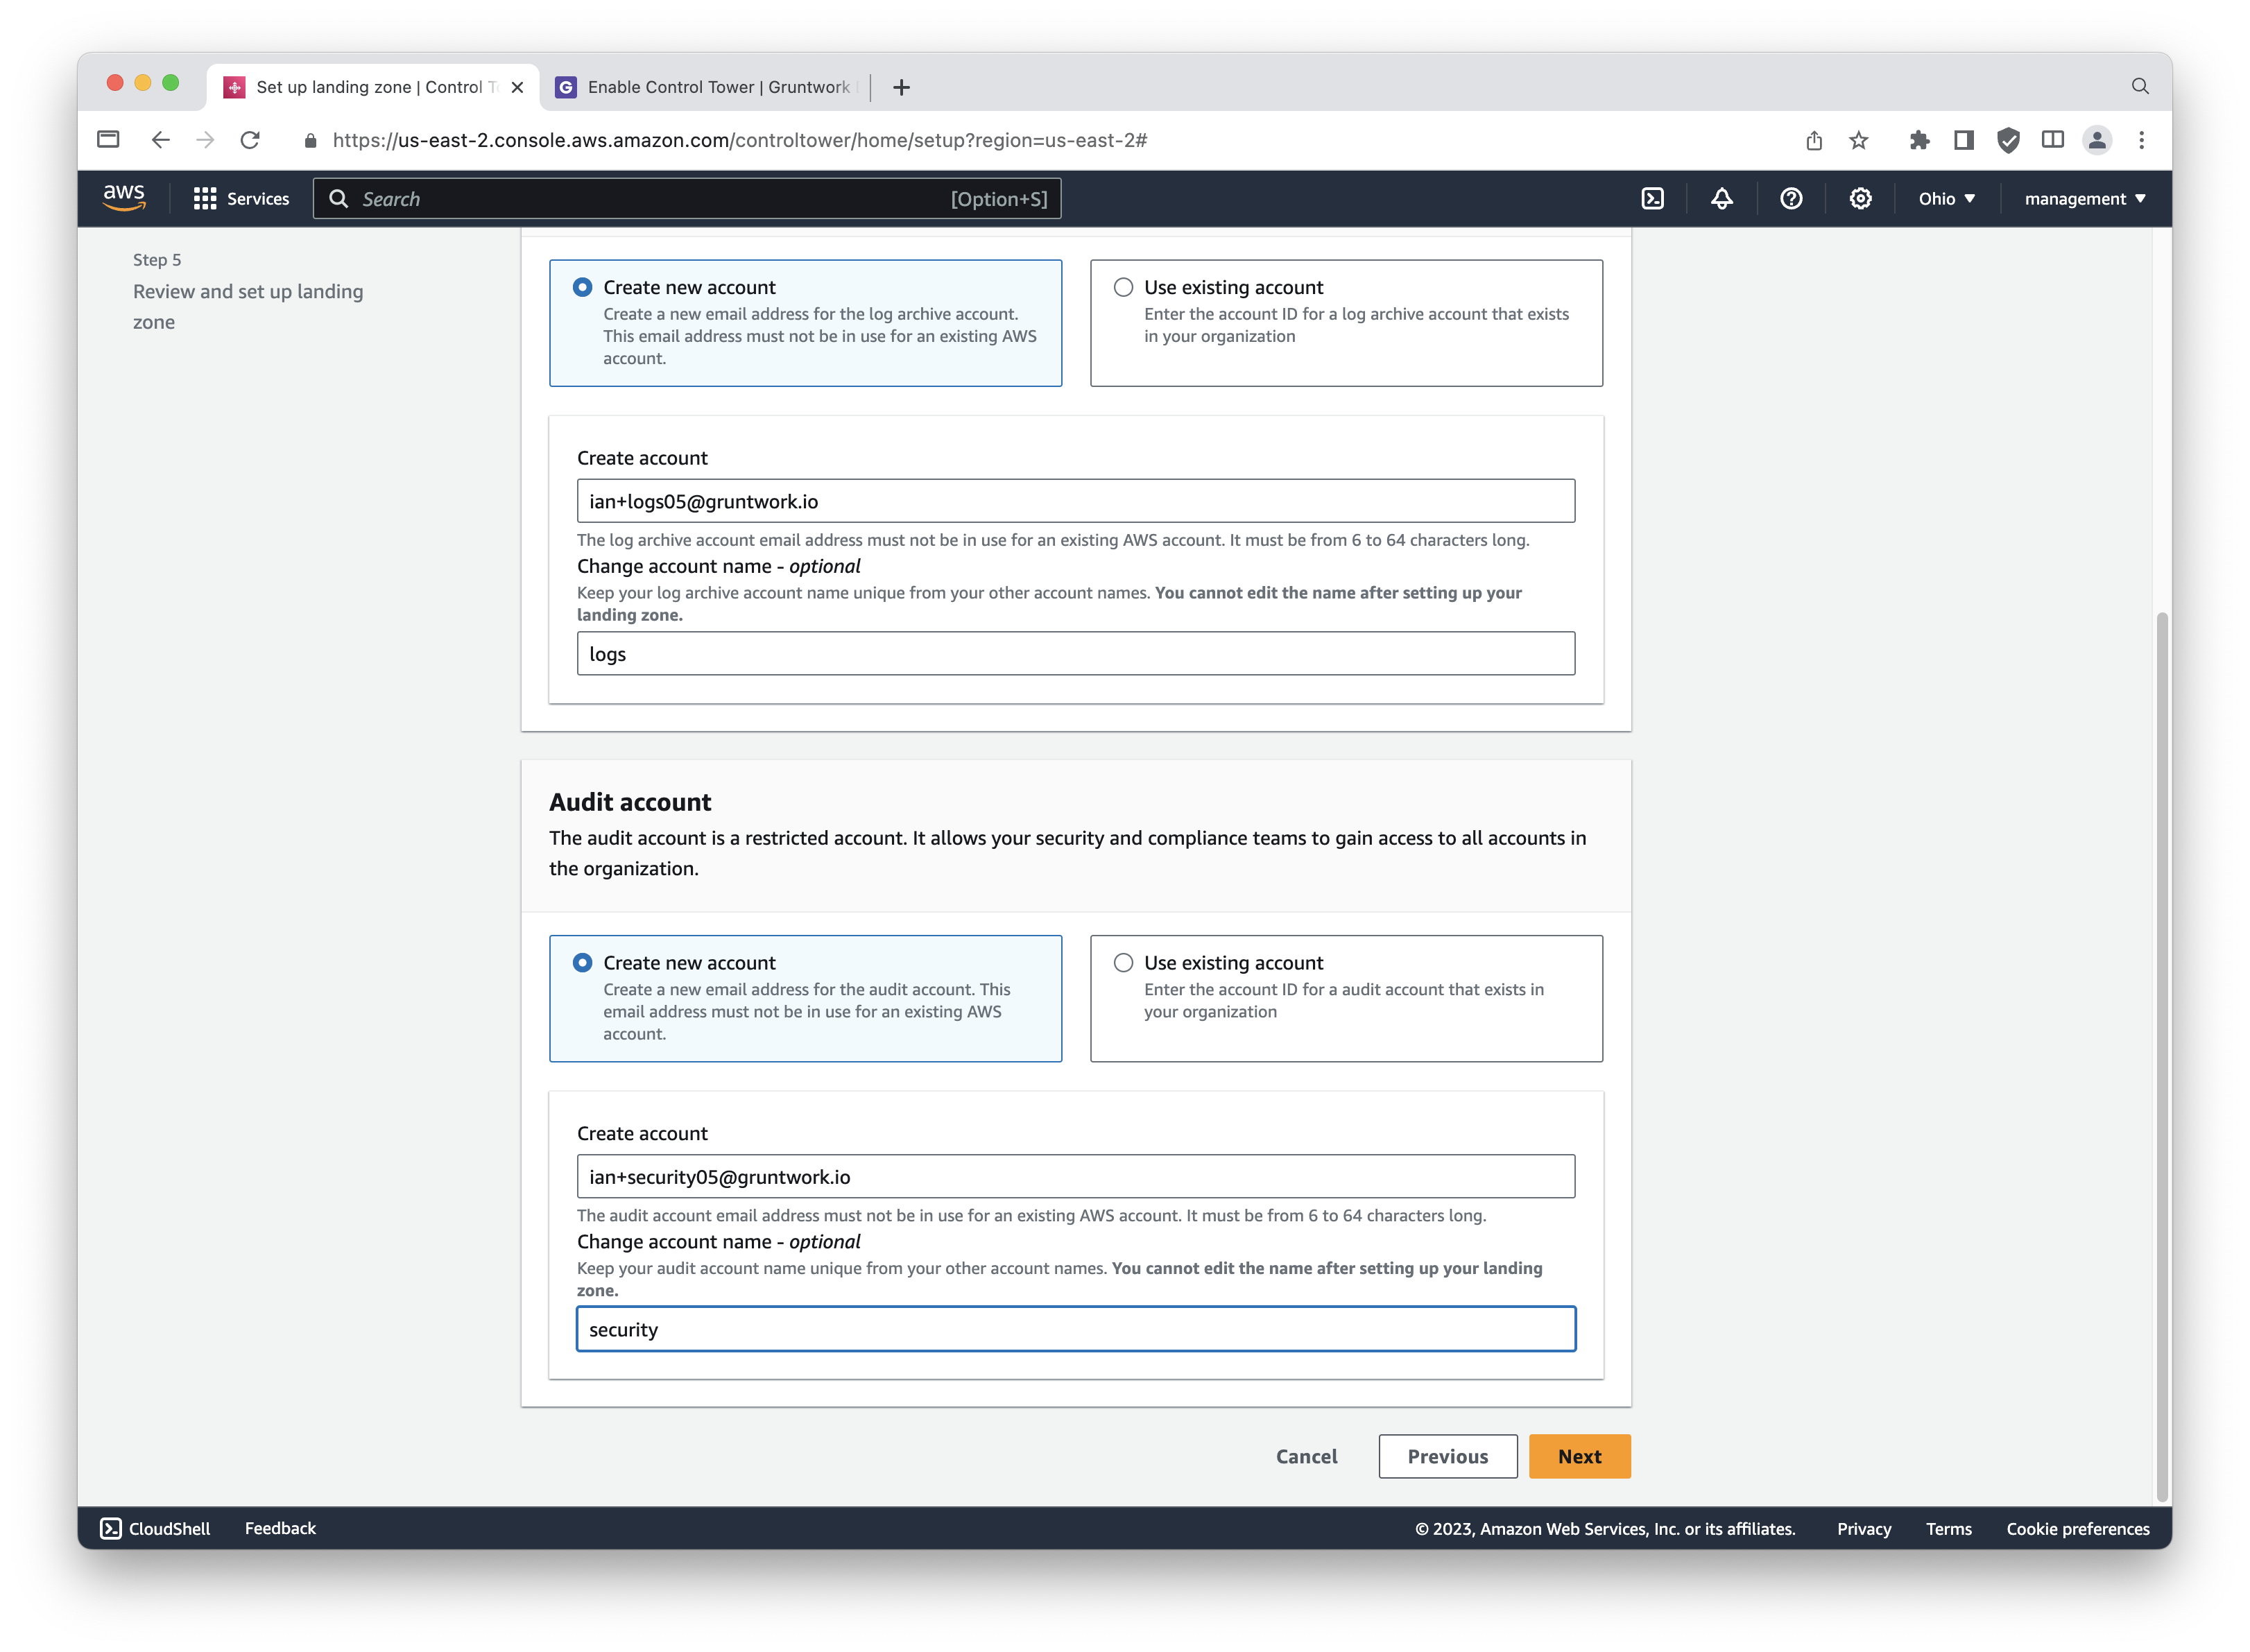 Set up landing zone | Control T
Enable Control Tower | Gruntwork
https://us-east-2.console.aws.amazon.com/controltower/home/setup?region=us-east-2#
aws
Services
Search
[Option+S]
Ohio
management
Step 5
Review and set up landing
zone
Create new account
Create a new email address for the log archive account.
This email address must not be in use for an existing AWS
account.
Use existing account
Enter the account ID for a log archive account that exists
in your organization
Create account
ian+logs05@gruntwork.io
The log archive account email address must not be in use for an existing AWS account. It must be from 6 to 64 characters long.
Change account name - optional
Keep your log archive account name unique from your other account names. You cannot edit the name after setting up your
landing zone.
logs
Audit account
The audit account is a restricted account. It allows your security and compliance teams to gain access to all accounts in
the organization.
Create new account
Create a new email address for the audit account. This
email address must not be in use for an existing AWS
account.
Use existing account
Enter the account ID for a audit account that exists in
your organization
Create account
ian+security05@gruntwork.io
The audit account email address must not be in use for an existing AWS account. It must be from 6 to 64 characters long.
Change account name - optional
Keep your audit account name unique from your other account names. You cannot edit the name after setting up your landing
zone.
security
Cancel
Previous
Next
CloudShell
Feedback
© 2023, Amazon Web Services, Inc. or its affiliates.
Privacy
Terms
Cookie preferences